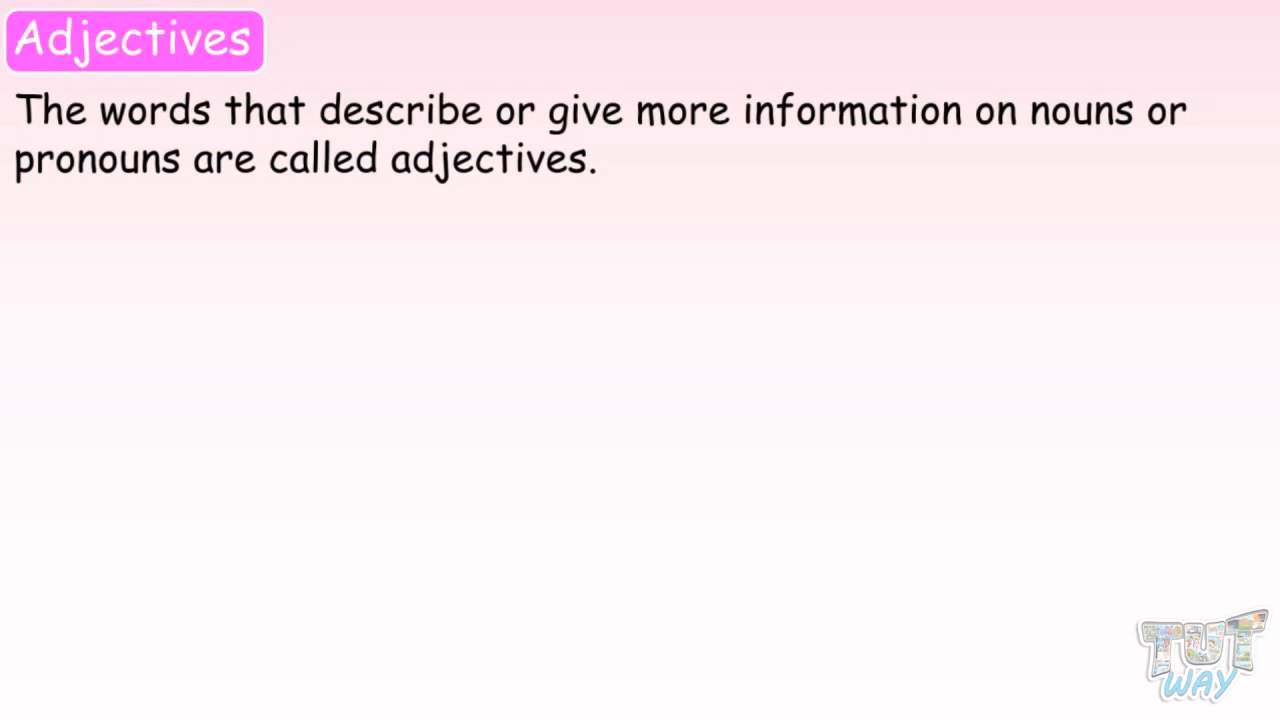 Adjectives
The words that describe or give more information on nouns or
pronouns are called adjectives.
TUT
WAY